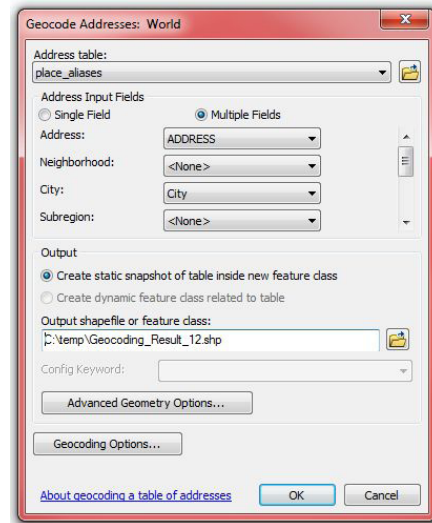 Geocode Addresses: World
Address table:
place_aliases
Address Input Fields
Single Field Multiple Fields
Address: ADDRESS
Neighborhood: <None>
City: City
Subregion: <None>
Output
Create static snapshot of table inside new feature class
Create dynamic feature class related to table
Output shapefile or feature class:
C:\temp\Geocoding_Result_12.shp
Config Keyword:
Advanced Geometry Options...
Geocoding Options...
About geocoding a table of addresses OK Cancel